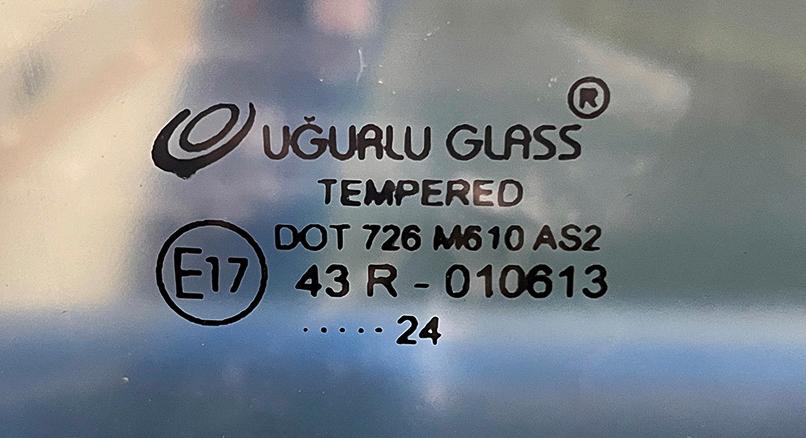 UĞURLU GLASS ®
TEMPERED
DOT 726 M610 AS2
E17 43 R - 010613
..... 24